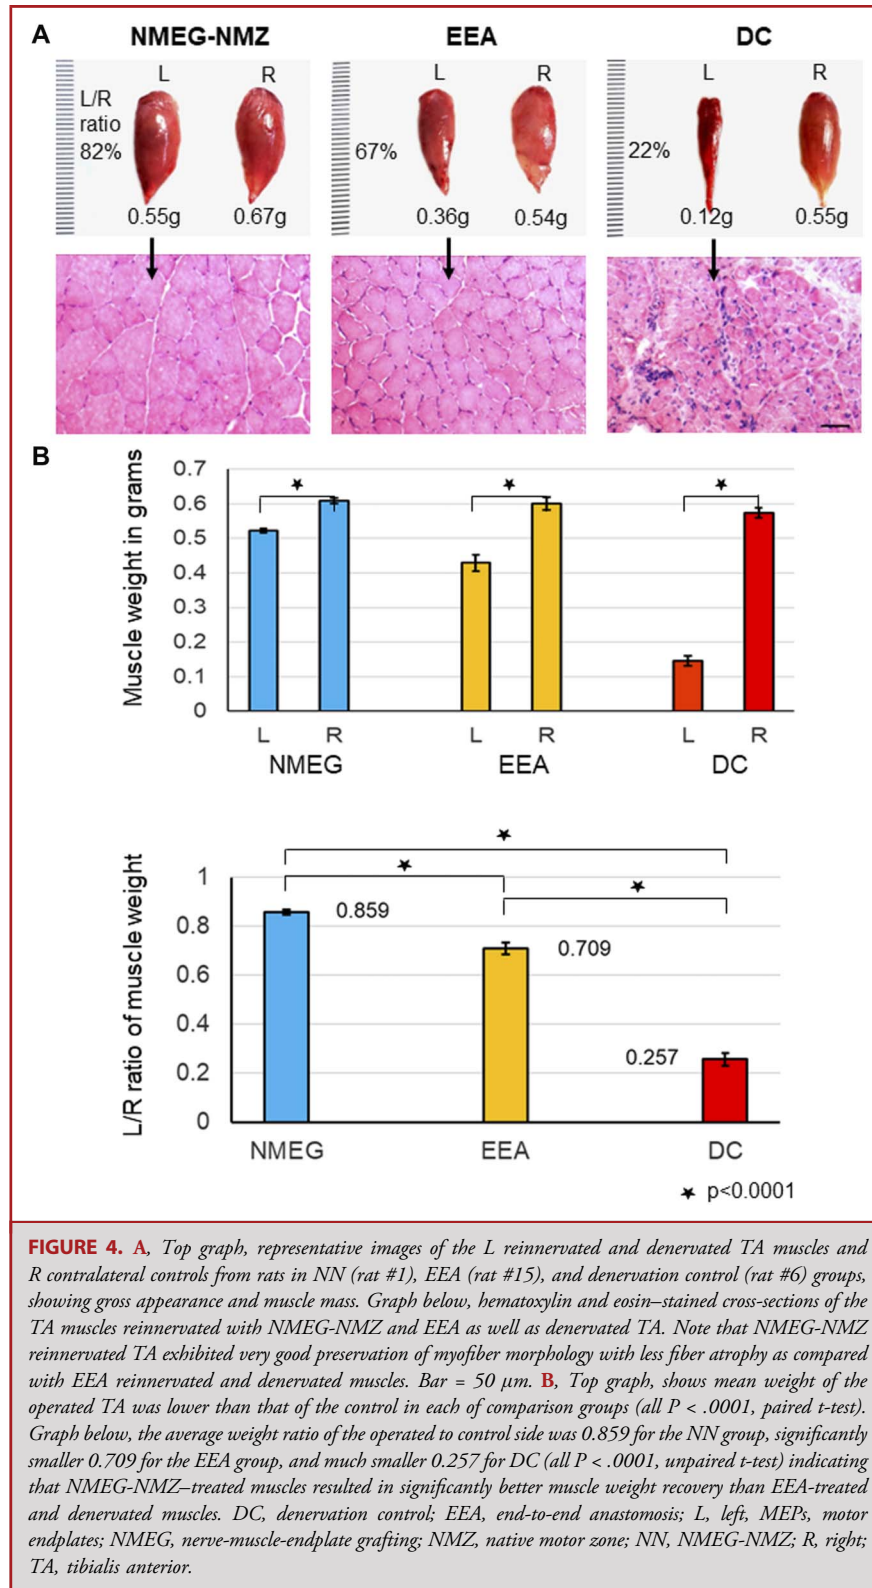 A
NMEG-NMZ
EEA
DC
L
R
L
R
L
R
L/R
ratio
82%
67%
22%
0.55g
0.67g
0.36g
0.54g
0.12g
0.55g
B
Muscle weight in grams
0.7
0.6
0.5
0.4
0.3
0.2
0.1
0
L
R
L
R
L
R
NMEG
EEA
DC
L/R ratio of muscle weight
1
0.8
0.6
0.4
0.2
0
0.859
0.709
0.257
NMEG
EEA
DC
★ p<0.0001
FIGURE 4. A, Top graph, representative images of the L reinnervated and denervated TA muscles and
R contralateral controls from rats in NN (rat #1), EEA (rat #15), and denervation control (rat #6) groups,
showing gross appearance and muscle mass. Graph below, hematoxylin and eosin–stained cross-sections of the
TA muscles reinnervated with NMEG-NMZ and EEA as well as denervated TA. Note that NMEG-NMZ
reinnervated TA exhibited very good preservation of myofiber morphology with less fiber atrophy as compared
with EEA reinnervated and denervated muscles. Bar = 50 μm. B, Top graph, shows mean weight of the
operated TA was lower than that of the control in each of comparison groups (all P < .0001, paired t-test).
Graph below, the average weight ratio of the operated to control side was 0.859 for the NN group, significantly
smaller 0.709 for the EEA group, and much smaller 0.257 for DC (all P < .0001, unpaired t-test) indicating
that NMEG-NMZ–treated muscles resulted in significantly better muscle weight recovery than EEA-treated
and denervated muscles. DC, denervation control; EEA, end-to-end anastomosis; L, left, MEPs, motor
endplates; NMEG, nerve-muscle-endplate grafting; NMZ, native motor zone; NN, NMEG-NMZ; R, right;
TA, tibialis anterior.